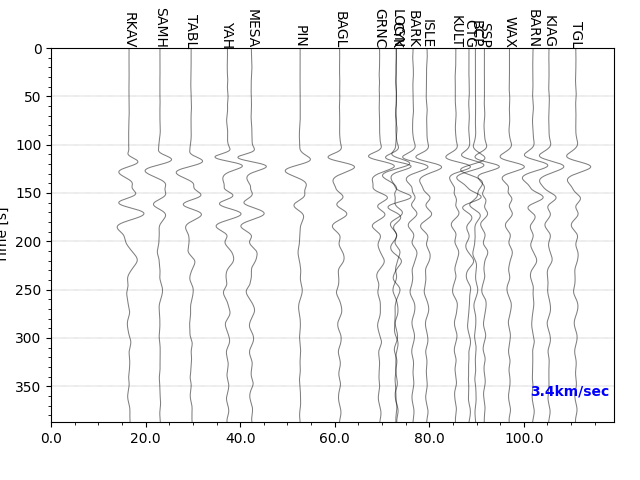 RKAV SAMH TABL YAH MESA PIN BAGL GRNC LOGN BARK ISLE KULT CTG SSP WAX BARN KIAG TGL
0
50
100
150
200
250
300
350
Time [s]
3.4km/sec
0.0 20.0 40.0 60.0 80.0 100.0